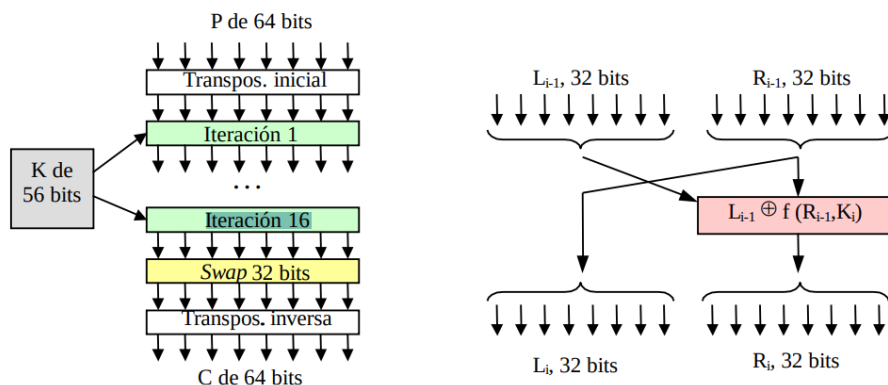 P de 64 bits
Transpos. inicial
Iteración 1
K de
56 bits
...
Iteración 16
Swap 32 bits
Transpos. inversa
C de 64 bits
Li-1, 32 bits
Ri-1, 32 bits
Li-1 ⊕ f (Ri-1,Ki)
Li, 32 bits
Ri, 32 bits